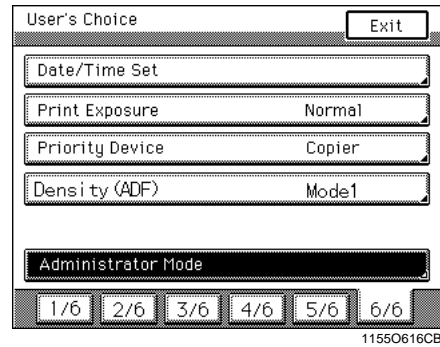 User's Choice Exit
Date/Time Set
Print Exposure Normal
Priority Device Copier
Density(ADF) Mode1
Administrator Mode
1/6 2/6 3/6 4/6 5/6 6/6
1155O616CB